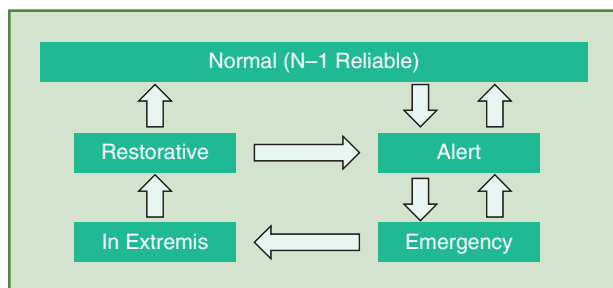 Normal (N–1 Reliable)
Restorative
Alert
In Extremis
Emergency